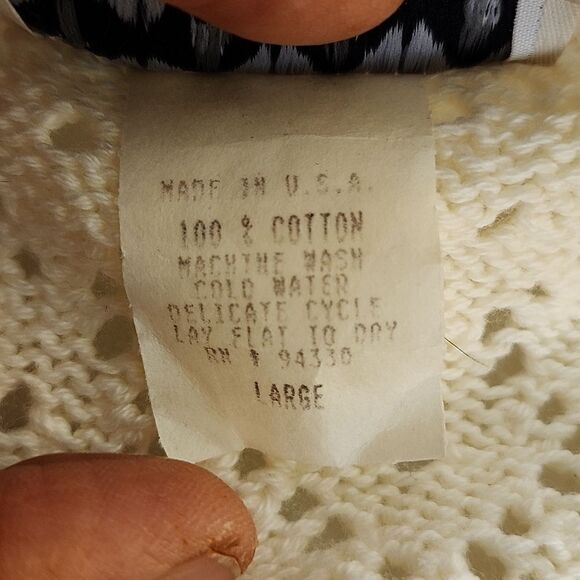 MADE IN U.S.A.
100 % COTTON
MACHINE WASH
COLD WATER
DELICATE CYCLE
LAY FLAT TO DRY
RN # 94330
LARGE